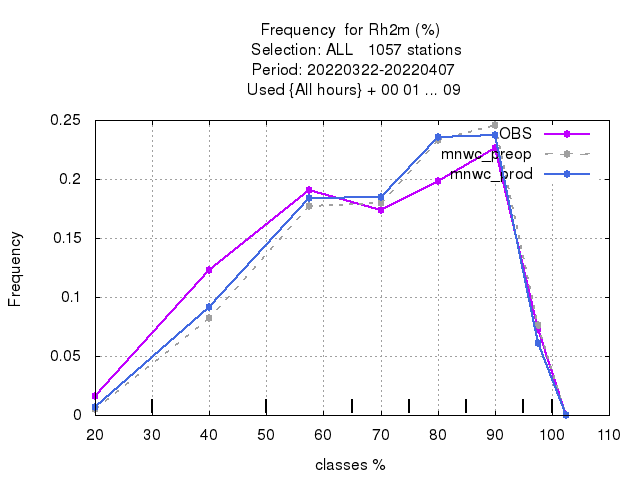 Frequency for Rh2m (%)
Selection: ALL 1057 stations
Period: 20220322-20220407
Used {All hours} + 00 01 ... 09
0.25
0.2
0.15
0.1
0.05
0
Frequency
OBS
mnwc_preop
mnwc_prod
20 30 40 50 60 70 80 90 100 110
classes %